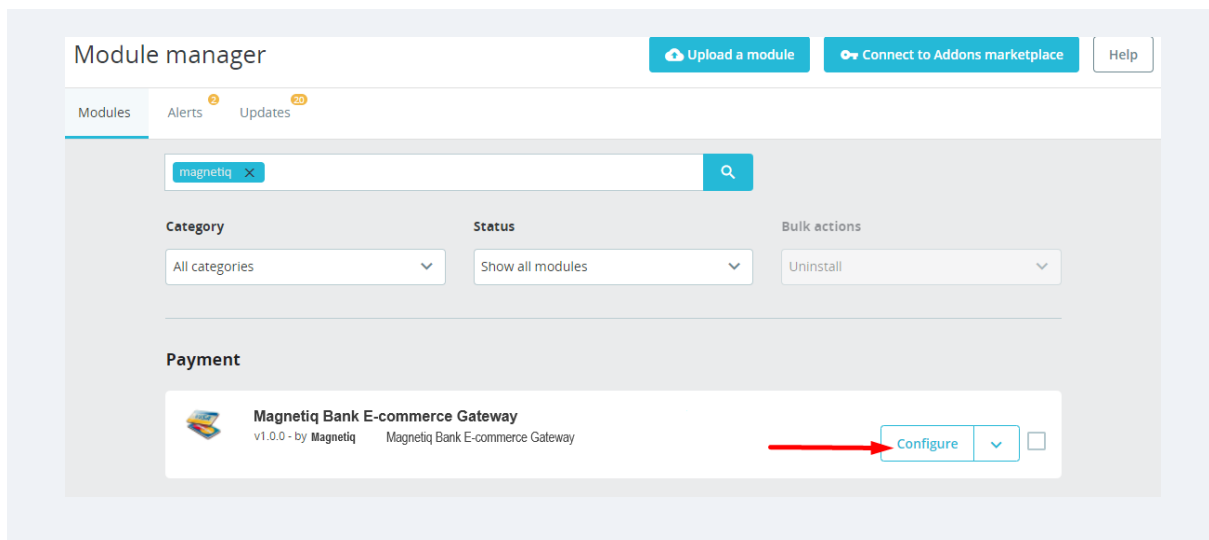 Module manager
Upload a module
Connect to Addons marketplace
Help
Modules
Alerts 2
Updates 20
magnetiq
Category
Status
Bulk actions
All categories
Show all modules
Uninstall
Payment
Magnetiq Bank E-commerce Gateway
v1.0.0 - by Magnetiq Magnetiq Bank E-commerce Gateway
Configure